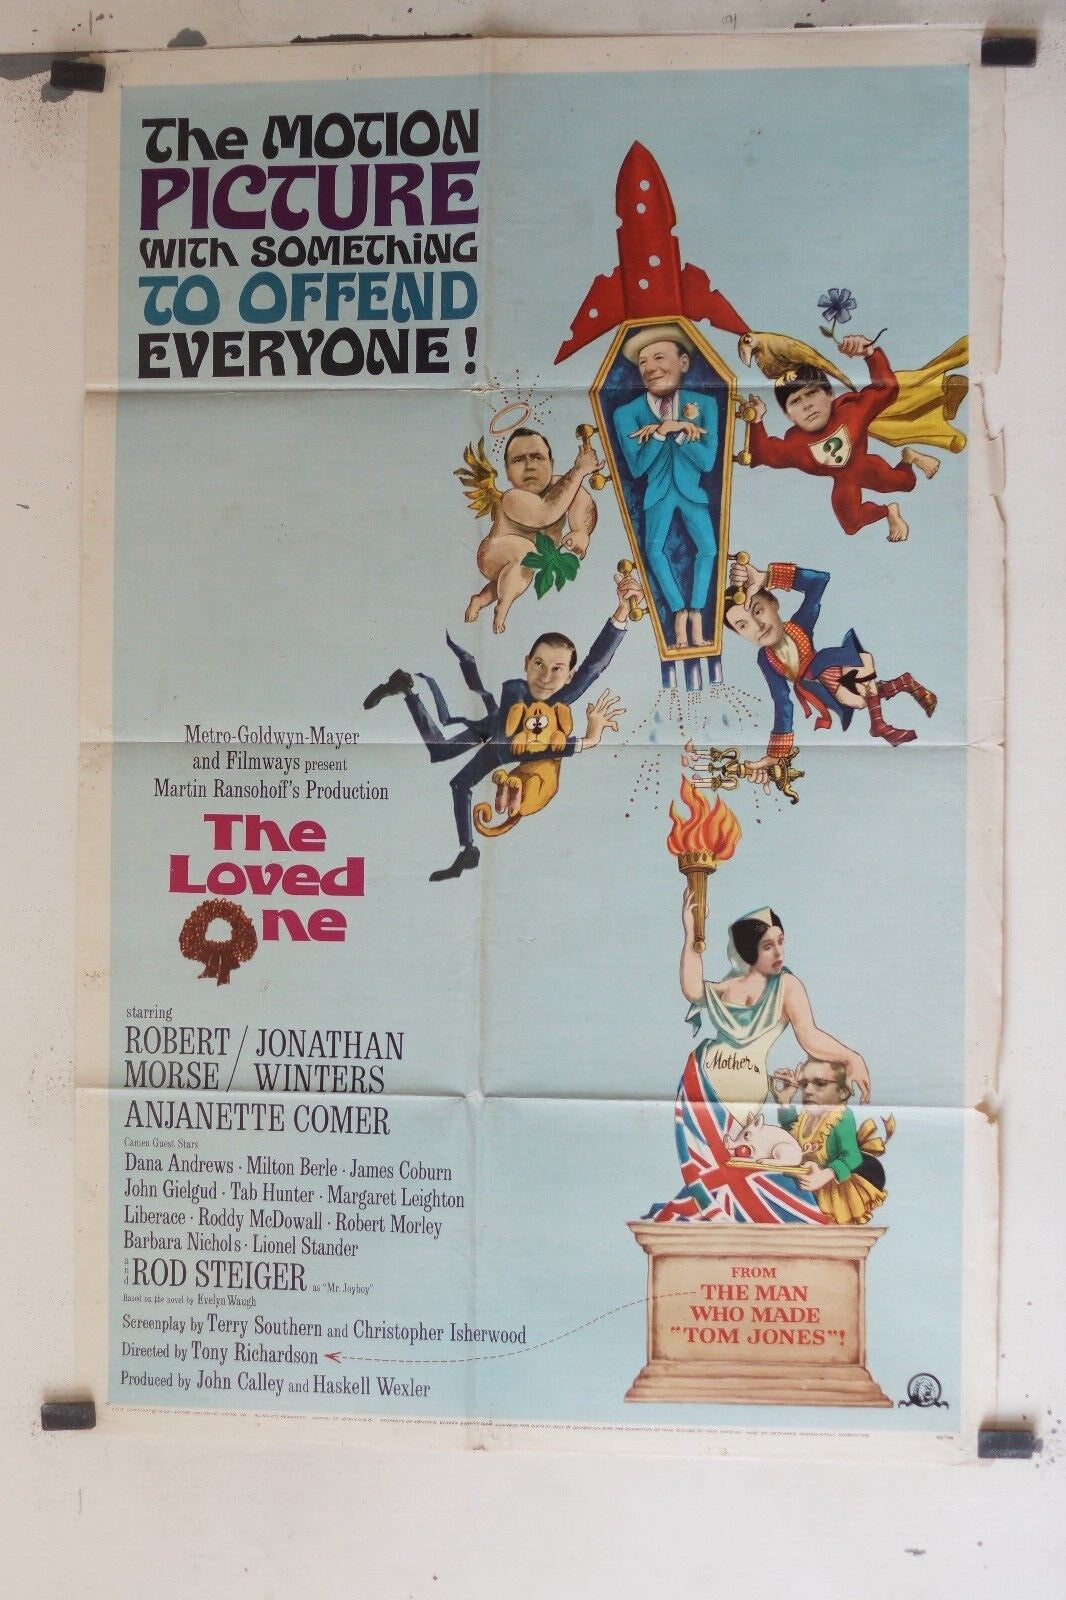 The MOTION
PICTURE
WITH SOMETHING
TO OFFEND
EVERYONE!
?
Metro-Goldwyn-Mayer
and Filmways present
Martin Ransohoff's Production
The
Loved
One
starring
ROBERT / JONATHAN
MORSE / WINTERS
ANJANETTE COMER
Cameo Guest Stars
Dana Andrews · Milton Berle · James Coburn
John Gielgud · Tab Hunter · Margaret Leighton
Liberace · Roddy McDowall · Robert Morley
Barbara Nichols · Lionel Stander
and ROD STEIGER as "Mr. Joyboy"
Based on the novel by Evelyn Waugh
Screenplay by Terry Southern and Christopher Isherwood
Directed by Tony Richardson
Produced by John Calley and Haskell Wexler
Mother
FROM
THE MAN
WHO MADE
"TOM JONES"!